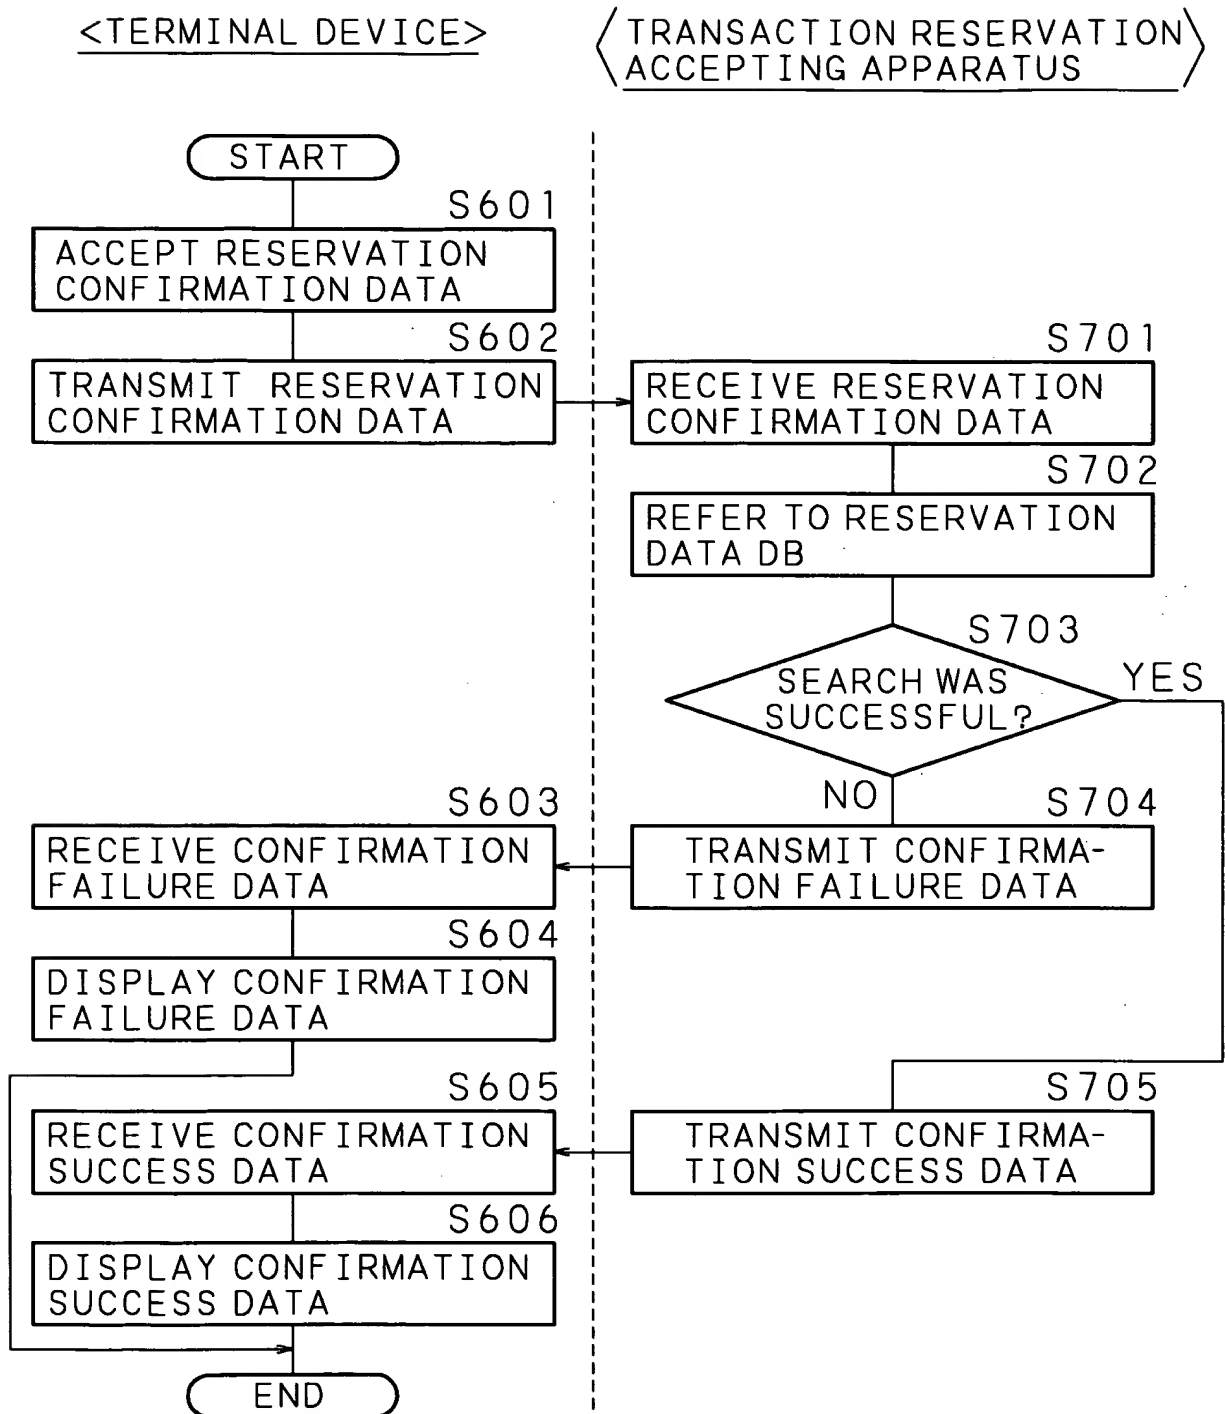 <TERMINAL DEVICE>
<TRANSACTION RESERVATION
ACCEPTING APPARATUS>
START
S601
ACCEPT RESERVATION
CONFIRMATION DATA
S602
TRANSMIT RESERVATION
CONFIRMATION DATA
S701
RECEIVE RESERVATION
CONFIRMATION DATA
S702
REFER TO RESERVATION
DATA DB
S703
SEARCH WAS
SUCCESSFUL?
YES
NO
S704
TRANSMIT CONFIRMA-
TION FAILURE DATA
S603
RECEIVE CONFIRMATION
FAILURE DATA
S604
DISPLAY CONFIRMATION
FAILURE DATA
S705
TRANSMIT CONFIRMA-
TION SUCCESS DATA
S605
RECEIVE CONFIRMATION
SUCCESS DATA
S606
DISPLAY CONFIRMATION
SUCCESS DATA
END